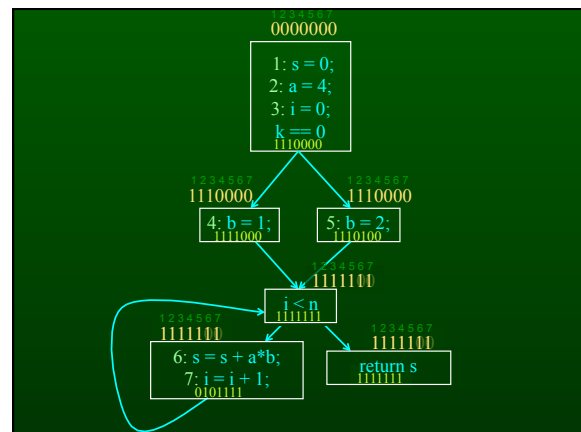 1 2 3 4 5 6 7
0000000
1: s = 0;
2: a = 4;
3: i = 0;
k == 0
1110000
1 2 3 4 5 6 7
1110000
1 2 3 4 5 6 7
1110000
4: b = 1;
1111000
5: b = 2;
1110100
1 2 3 4 5 6 7
i < n
1111111
1 2 3 4 5 6 7
1 2 3 4 5 6 7
6: s = s + a*b;
7: i = i + 1;
0101111
return s
1111111